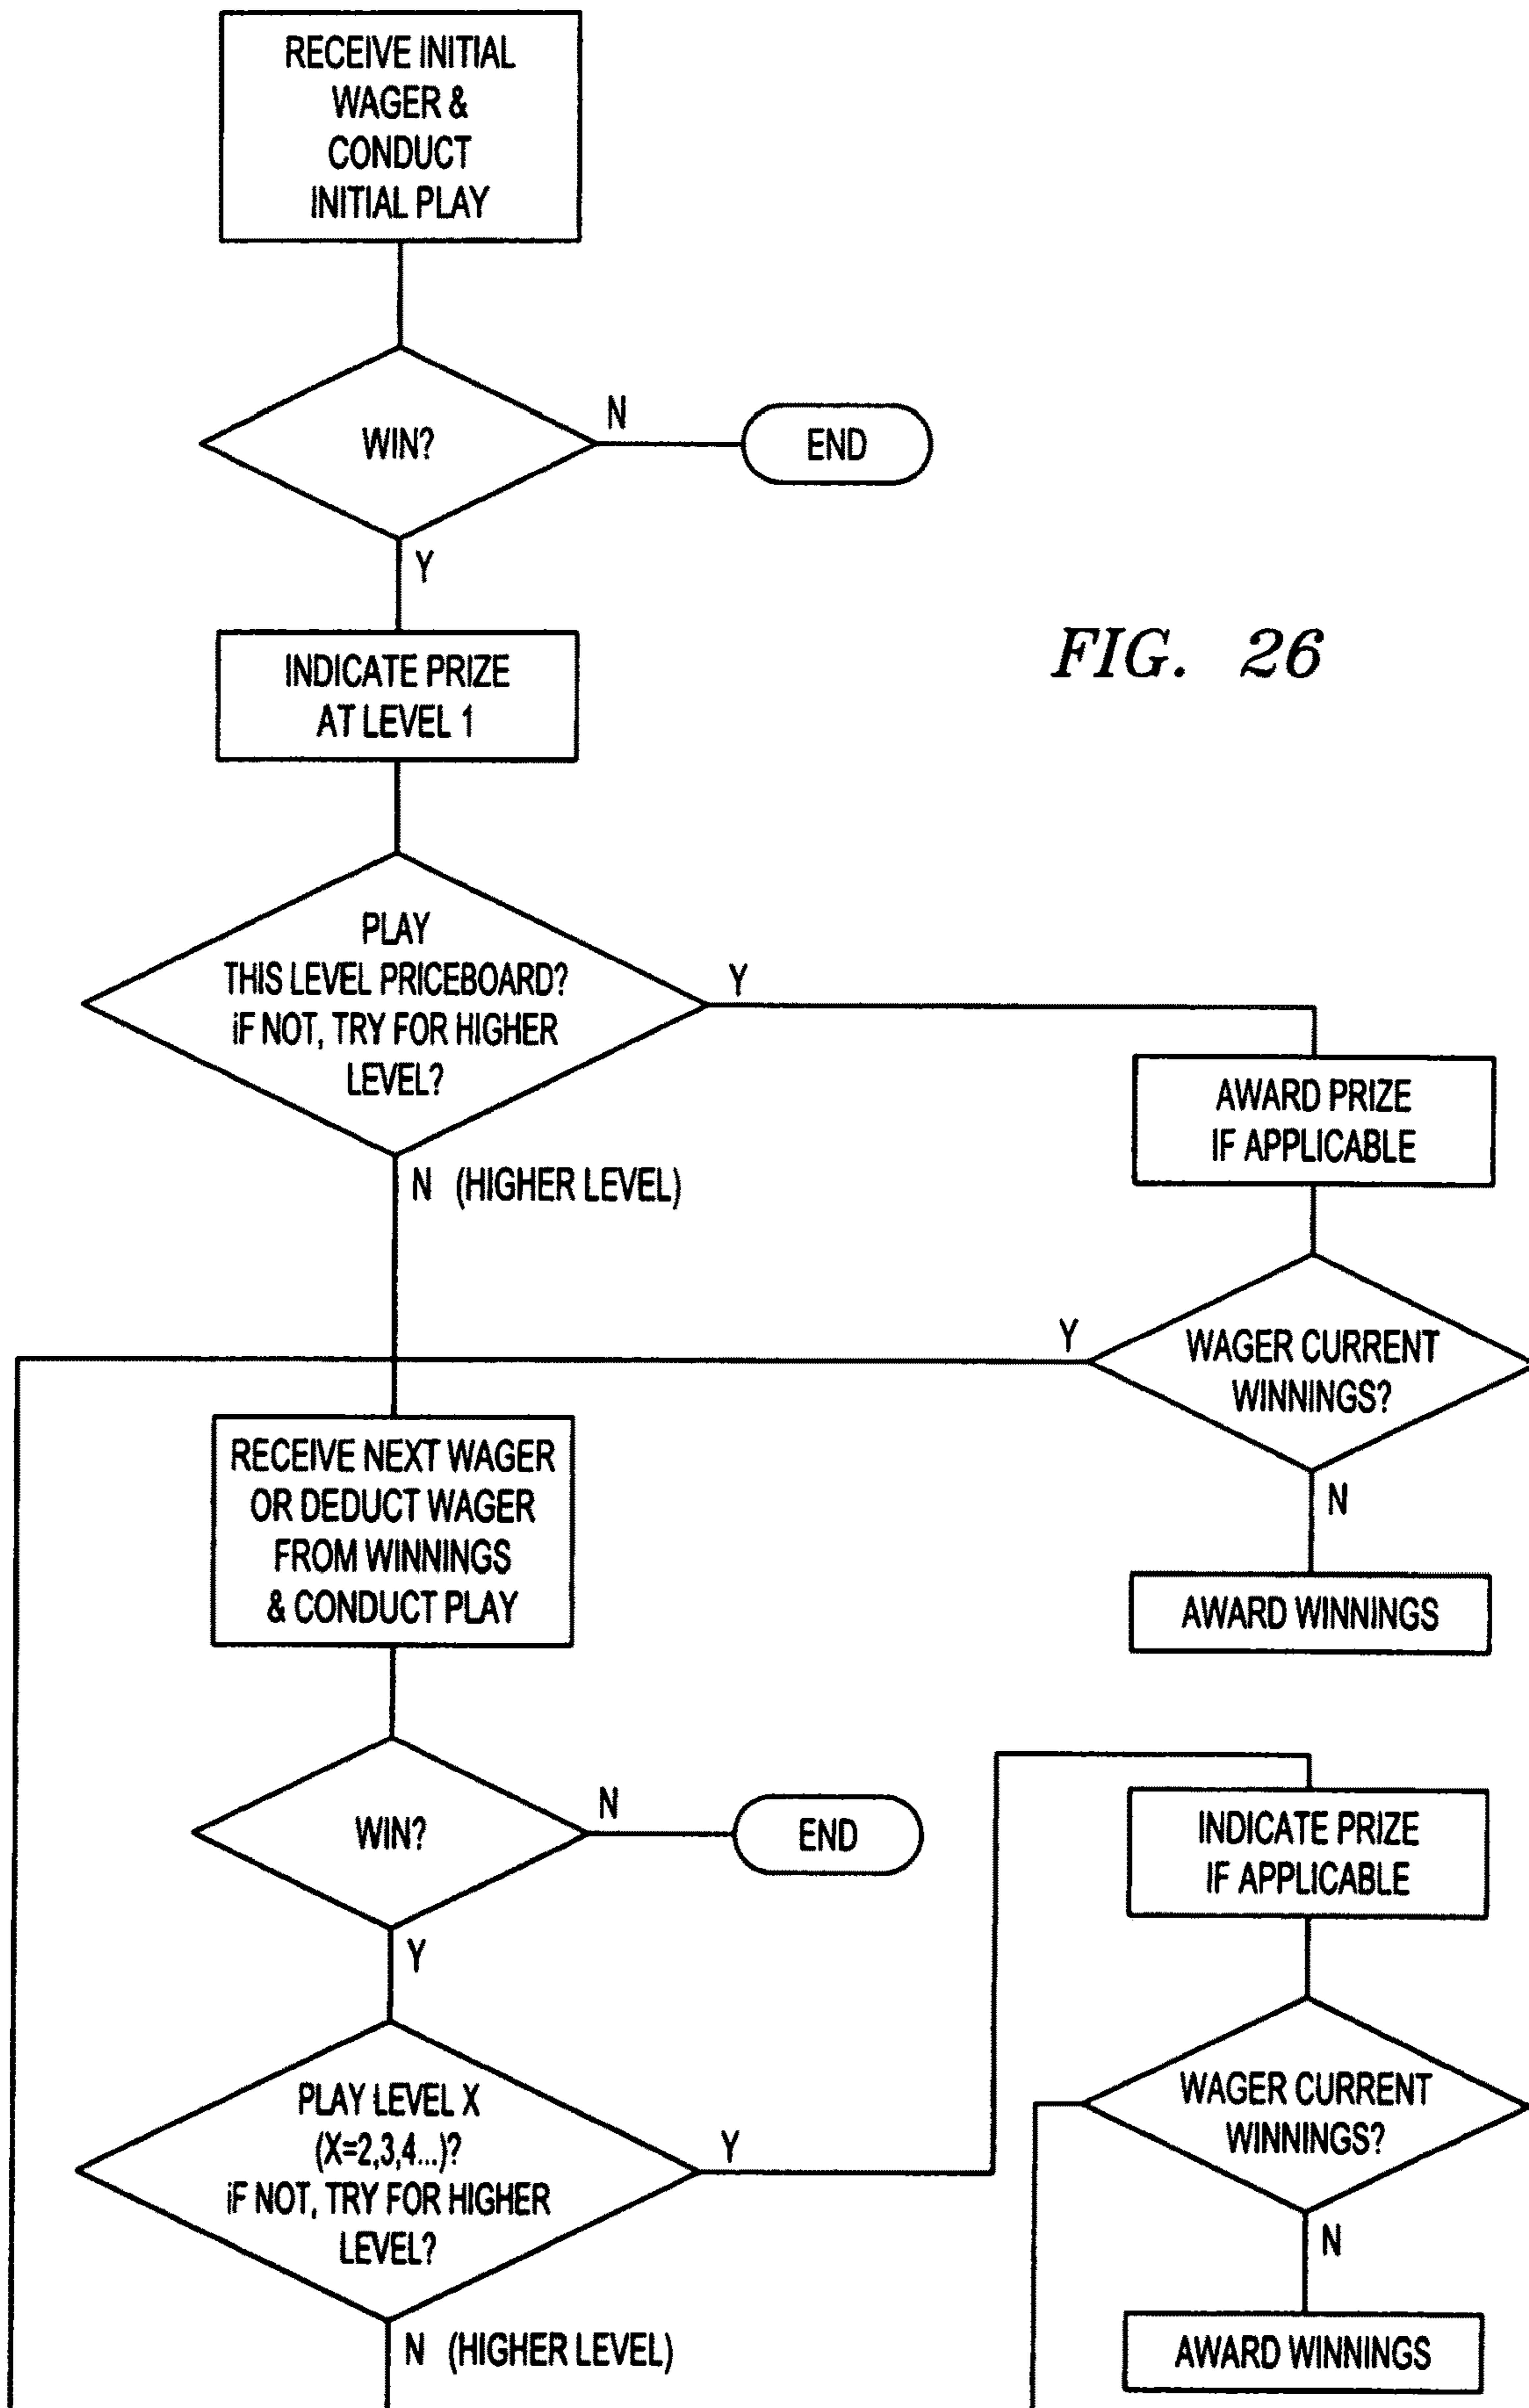 RECEIVE INITIAL
WAGER &
CONDUCT
INITIAL PLAY
WIN?
N
END
Y
INDICATE PRIZE
AT LEVEL 1
FIG. 26
PLAY
THIS LEVEL PRICEBOARD?
iF NOT, TRY FOR HIGHER
LEVEL?
Y
N (HIGHER LEVEL)
AWARD PRIZE
IF APPLICABLE
Y
WAGER CURRENT
WINNINGS?
N
AWARD WINNINGS
RECEIVE NEXT WAGER
OR DEDUCT WAGER
FROM WINNINGS
& CONDUCT PLAY
WIN?
N
END
Y
PLAY LEVEL X
(X=2,3,4...)?
iF NOT, TRY FOR HIGHER
LEVEL?
Y
N (HIGHER LEVEL)
INDICATE PRIZE
IF APPLICABLE
WAGER CURRENT
WINNINGS?
N
AWARD WINNINGS